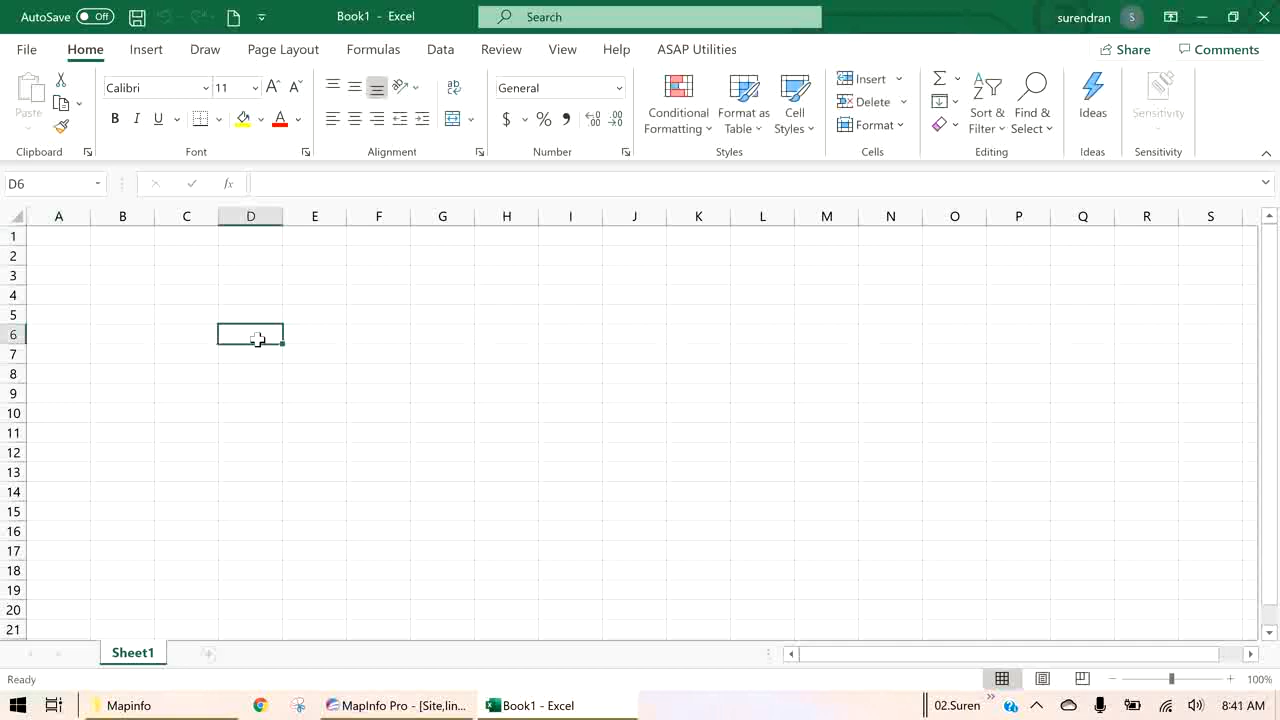 AutoSave Off Book1 - Excel Search surendran S
File Home Insert Draw Page Layout Formulas Data Review View Help ASAP Utilities Share Comments
Paste
Calibri 11
General
Conditional Formatting
Format as Table
Cell Styles
Insert
Delete
Format
Sort & Filter
Find & Select
Ideas
Sensitivity
Clipboard Font Alignment Number Styles Cells Editing Ideas Sensitivity
D6 fx
A B C D E F G H I J K L M N O P Q R S
1
2
3
4
5
6
7
8
9
10
11
12
13
14
15
16
17
18
19
20
21
Sheet1
Ready 100%
Mapinfo MapInfo Pro - [Site,lin... Book1 - Excel 02.Suren 8:41 AM